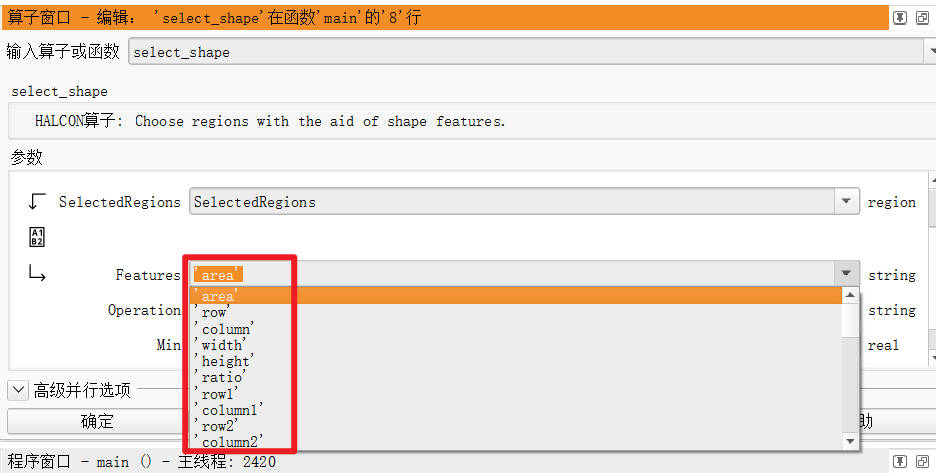 算子窗口 - 编辑: 'select_shape'在函数'main'的'8'行
输入算子或函数 select_shape
select_shape
HALCON算子: Choose regions with the aid of shape features.
参数
SelectedRegions SelectedRegions region
A1
B2
Features 'area' string
'area'
Operation 'row' string
'column'
Min 'width' real
'height'
'ratio'
'row1'
高级并行选项
'column1'
确定 'row2' 助
'column2'
程序窗口 - main () - 主线程: 2420